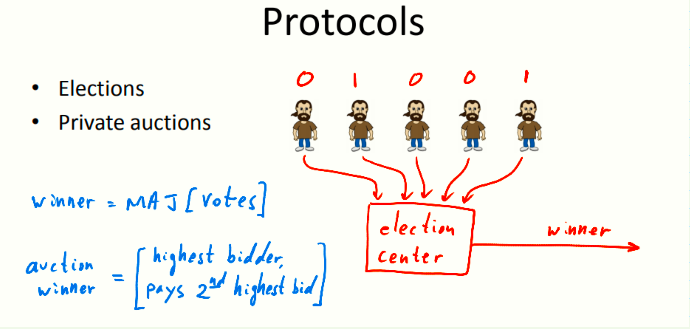 Protocols
• Elections
• Private auctions
0 1 0 0 1
winner = MAJ [votes]
auction winner = [highest bidder, pays 2nd highest bid]
election center
winner